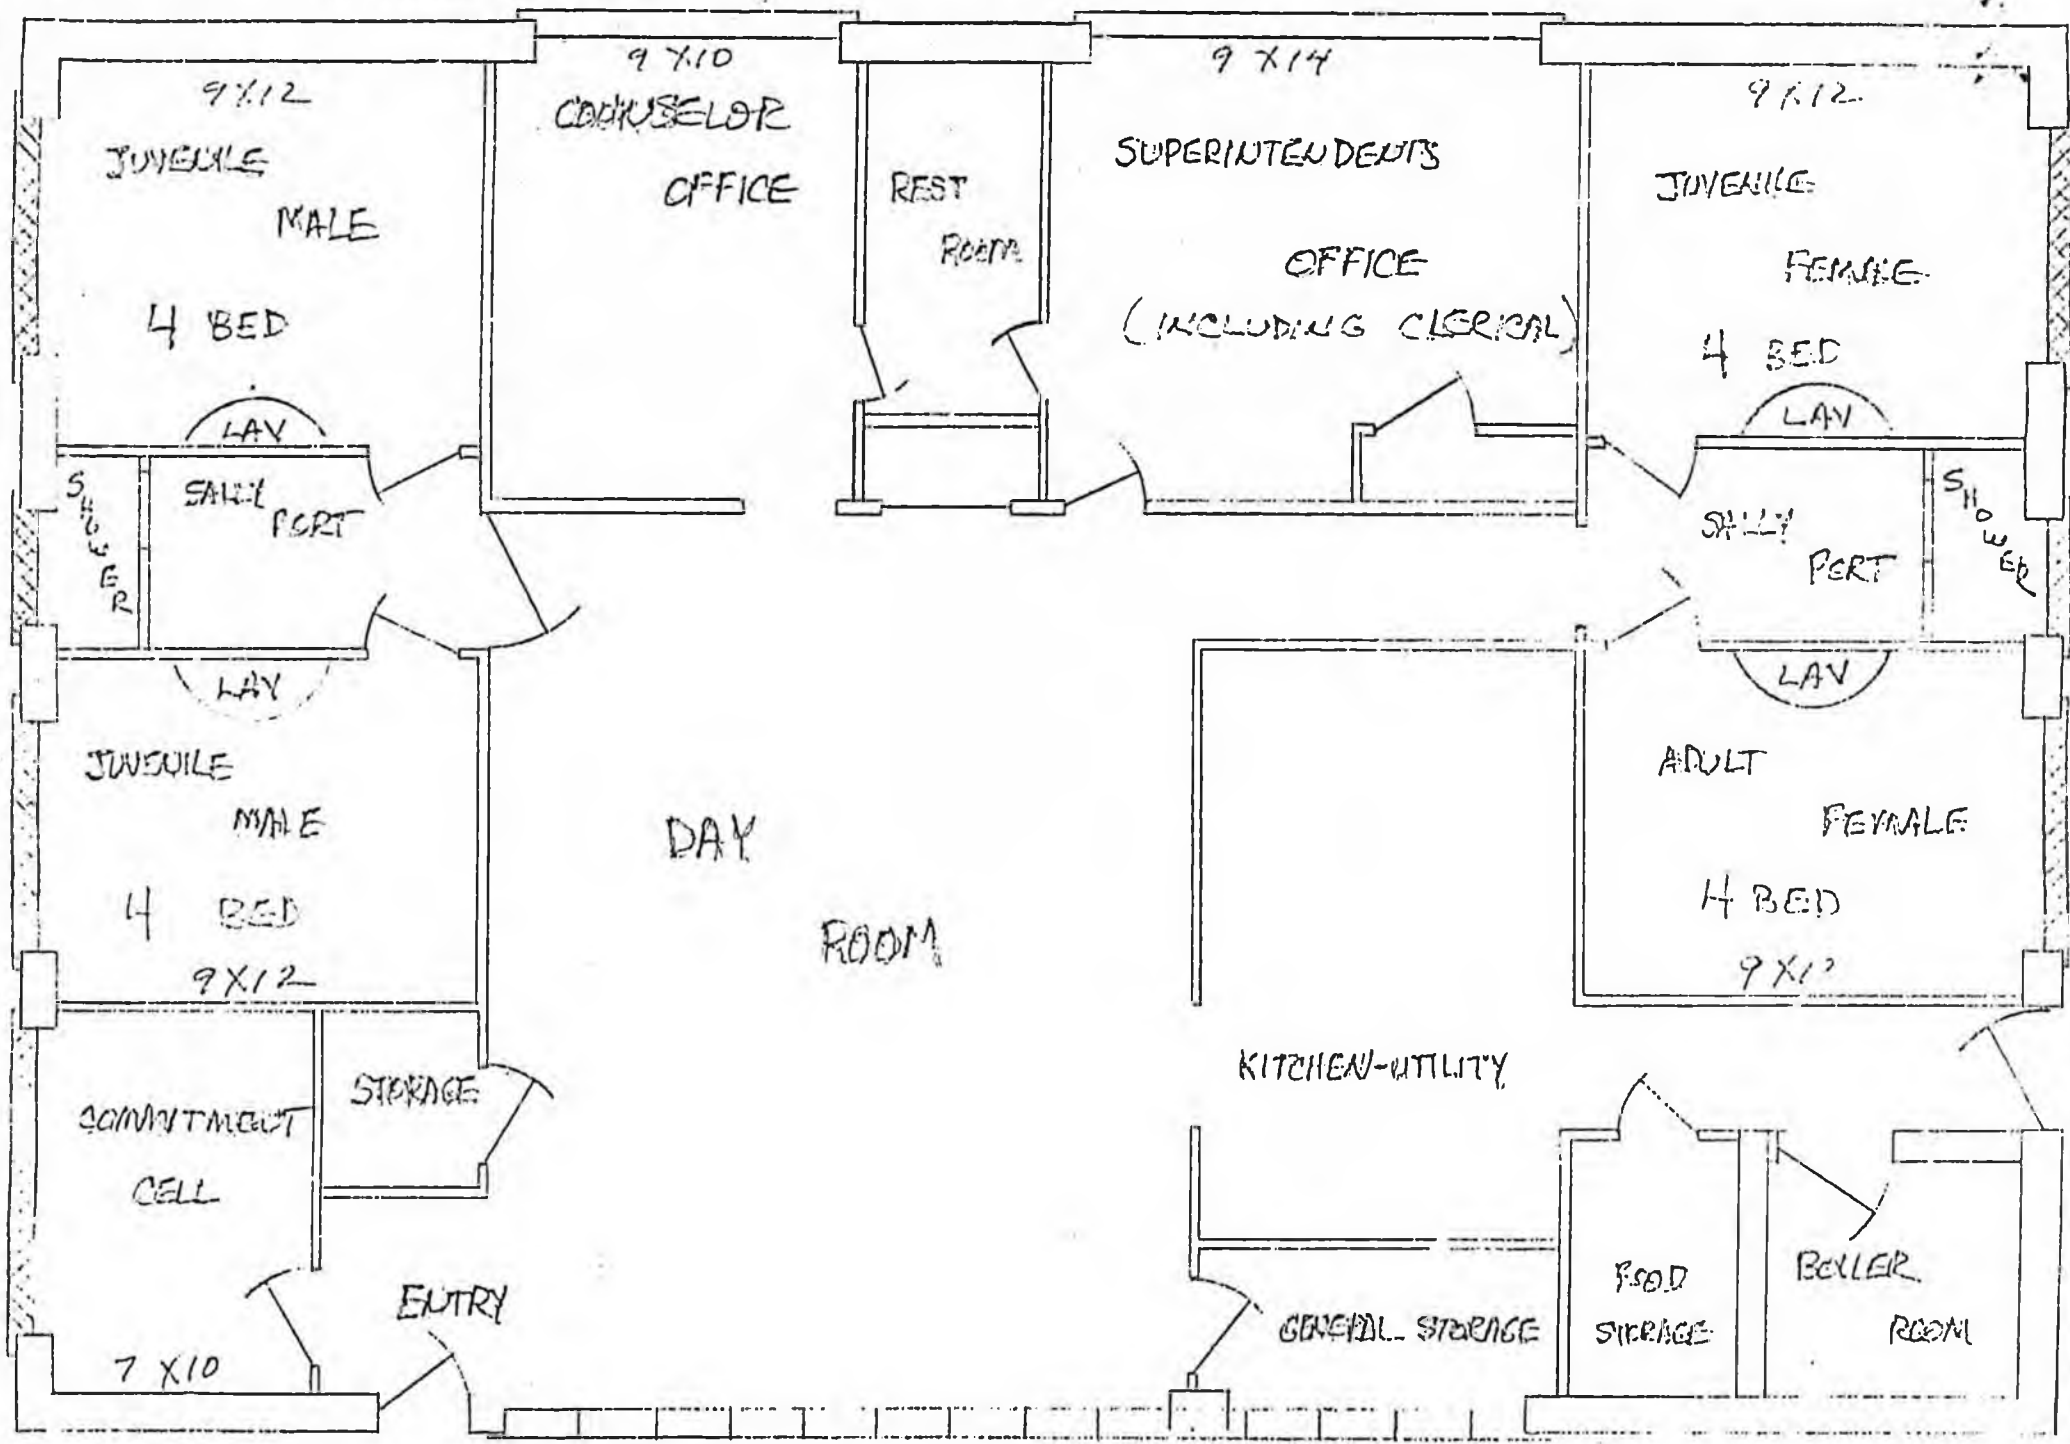 9X12
JUVENILE
MALE
4 BED
LAV
9 X10
COUNSELOR
OFFICE
REST
ROOM
9 X14
SUPERINTENDENTS
OFFICE
(INCLUDING CLERICAL)
9X12
JUVENILE
FEMALE
4 BED
LAV
SHOWER
SALLY
PORT
SALLY
PORT
SHOWER
LAV
JUVENILE
MALE
4 BED
9X12
DAY
ROOM
LAV
ADULT
FEMALE
4 BED
COMMITMENT
CELL
7 X10
STORAGE
ENTRY
KITCHEN-UTILITY
GENERAL STORAGE
FOOD
STORAGE
BOILER
ROOM